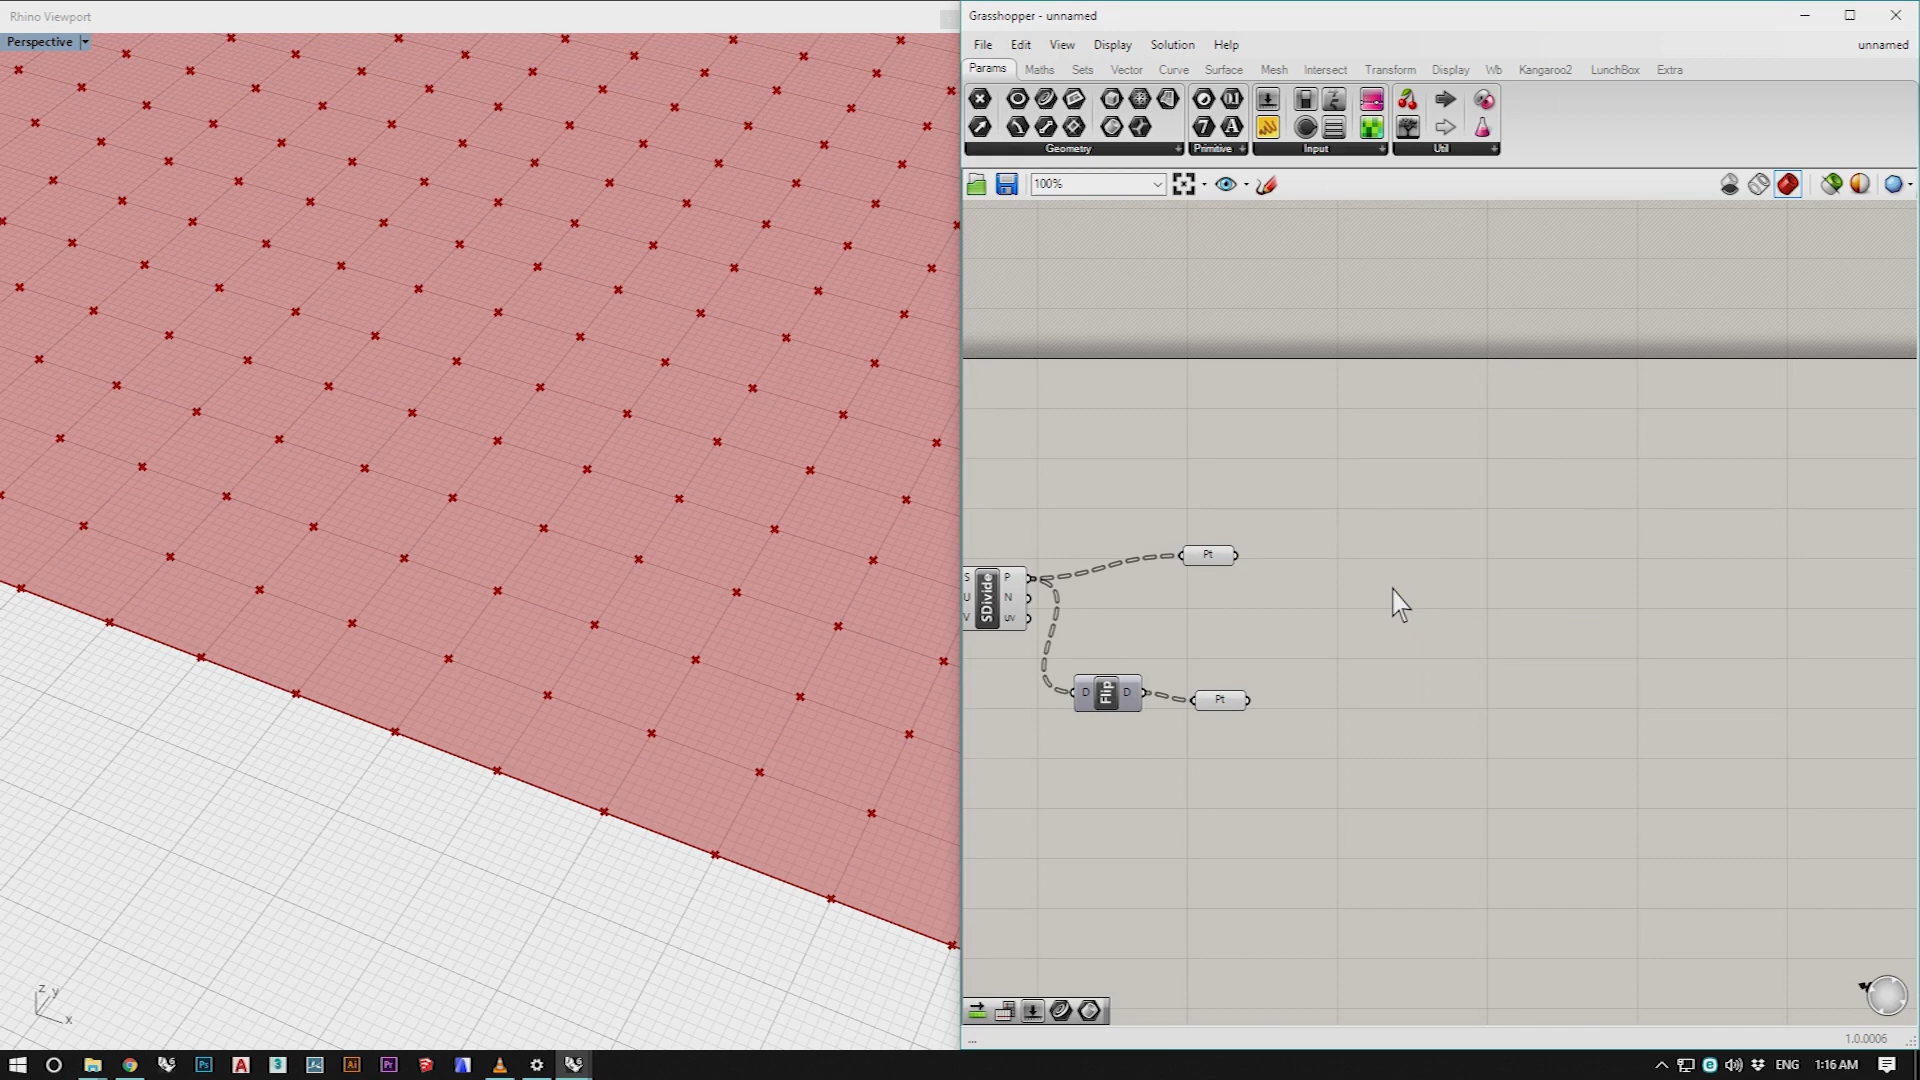 Rhino Viewport
Perspective
z y
x
Grasshopper - unnamed
File Edit View Display Solution Help
unnamed
Params Maths Sets Vector Curve Surface Mesh Intersect Transform Display Wb Kangaroo2 LunchBox Extra
Geometry Primitive Input Util
100%
Pt
S P
U N
V UV
SDivide
D Flip D
Pt
...
1.0.0006
ENG 1:16 AM